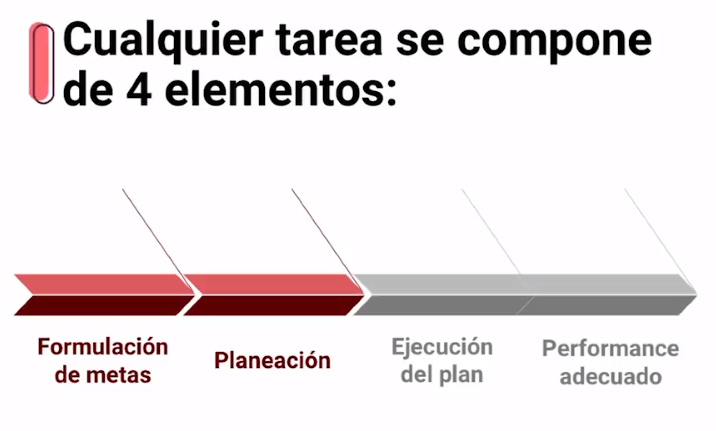 Cualquier tarea se compone
de 4 elementos:
Formulación
de metas
Planeación
Ejecución
del plan
Performance
adecuado